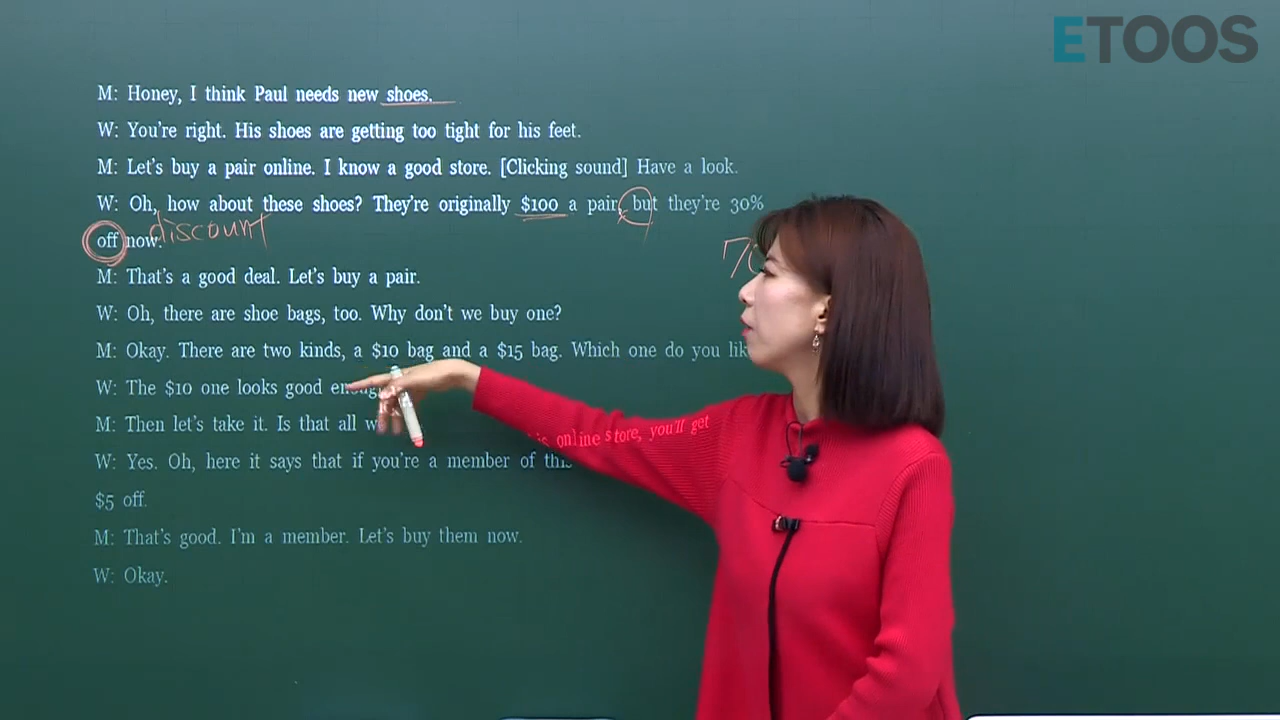 ETOOS
M: Honey, I think Paul needs new shoes.
W: You're right. His shoes are getting too tight for his feet.
M: Let's buy a pair online. I know a good store. [Clicking sound] Have a look.
W: Oh, how about these shoes? They're originally $100 a pair, but they're 30%
off now.
discount
M: That's a good deal. Let's buy a pair.
W: Oh, there are shoe bags, too. Why don't we buy one?
M: Okay. There are two kinds, a $10 bag and a $15 bag. Which one do you
W: The $10 one looks good
M: Then let's take it. Is that all
W: Yes. Oh, here it says that if you're a member of this online store, you'll get
$5 off.
M: That's good. I'm a member. Let's buy them now.
W: Okay.